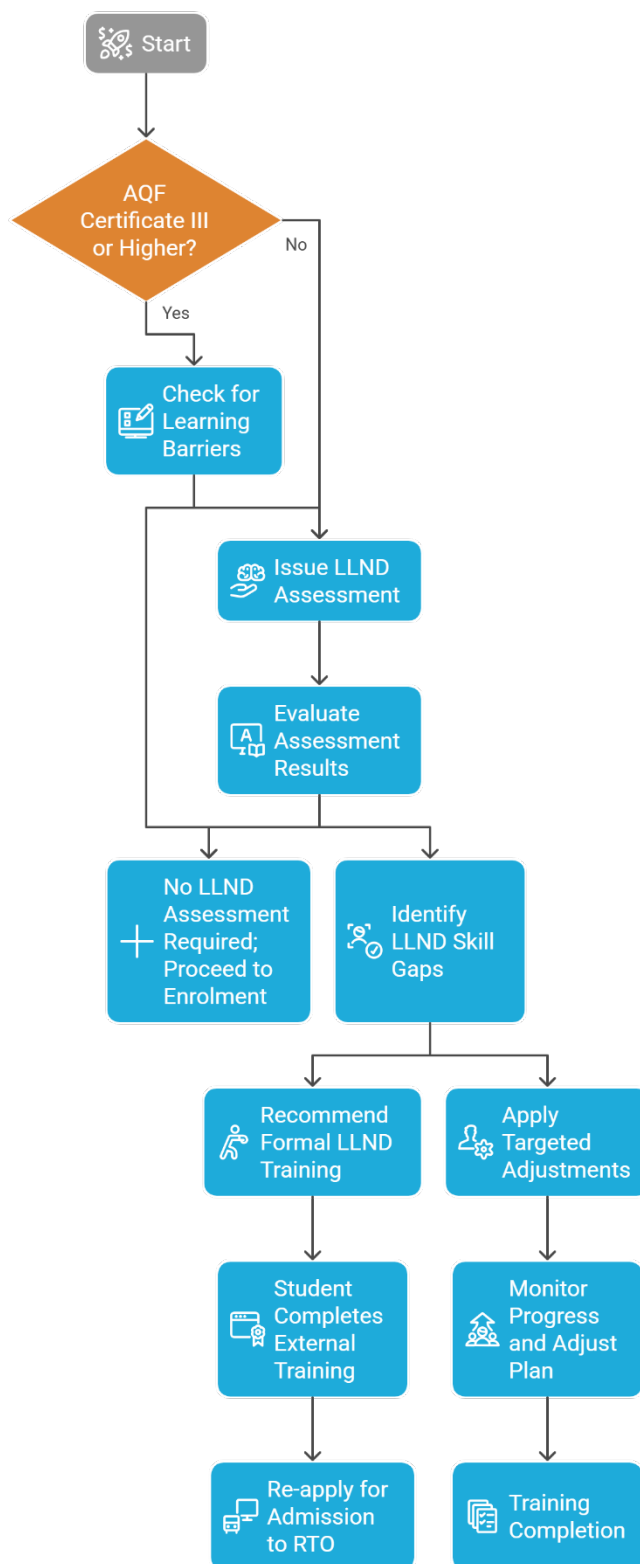 Start
AQF
Certificate III
or Higher?
No
Yes
Check for
Learning
Barriers
Issue LLND
Assessment
Evaluate
Assessment
Results
No LLND
Assessment
Required;
Proceed to
Enrolment
Identify
LLND Skill
Gaps
Recommend
Formal LLND
Training
Apply
Targeted
Adjustments
Student
Completes
External
Training
Monitor
Progress
and Adjust
Plan
Re-apply for
Admission
to RTO
Training
Completion